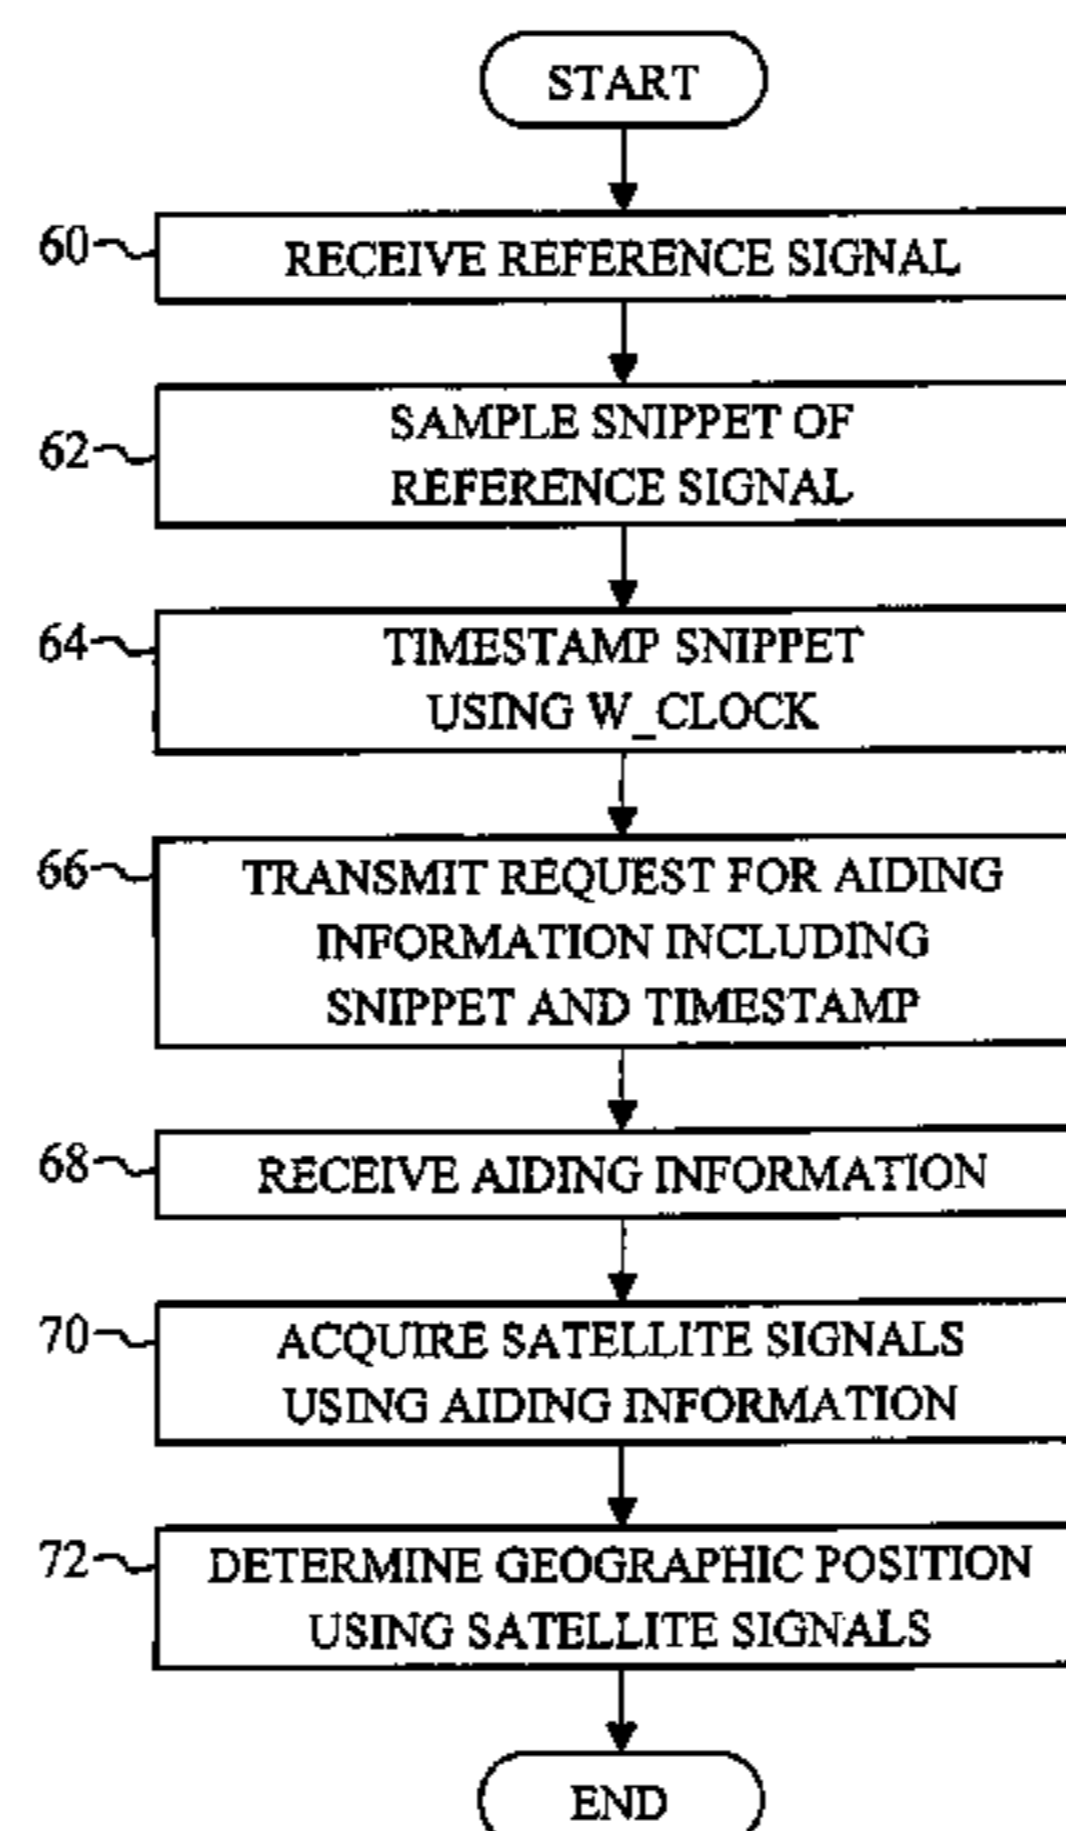 START
60
RECEIVE REFERENCE SIGNAL
62
SAMPLE SNIPPET OF
REFERENCE SIGNAL
64
TIMESTAMP SNIPPET
USING W_CLOCK
66
TRANSMIT REQUEST FOR AIDING
INFORMATION INCLUDING
SNIPPET AND TIMESTAMP
68
RECEIVE AIDING INFORMATION
70
ACQUIRE SATELLITE SIGNALS
USING AIDING INFORMATION
72
DETERMINE GEOGRAPHIC POSITION
USING SATELLITE SIGNALS
END